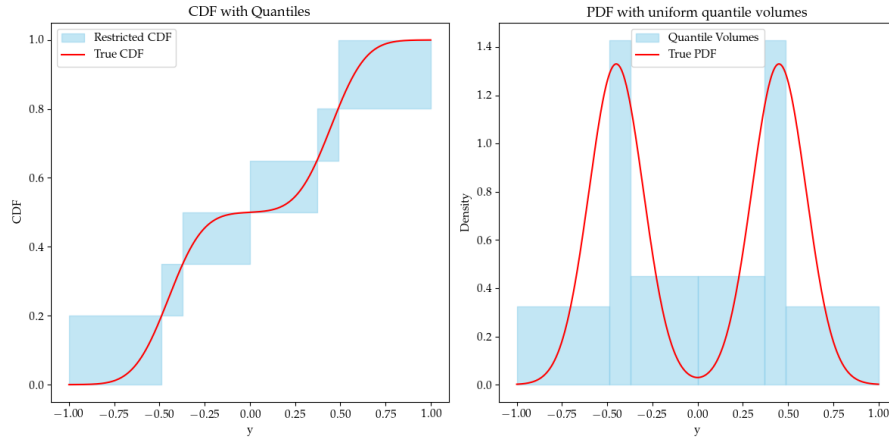 CDF with Quantiles
Restricted CDF
True CDF
1.0
0.8
0.6
0.4
0.2
0.0
CDF
−1.00 −0.75 −0.50 −0.25 0.00 0.25 0.50 0.75 1.00
y
PDF with uniform quantile volumes
Quantile Volumes
True PDF
1.4
1.2
1.0
0.8
0.6
0.4
0.2
0.0
Density
−1.00 −0.75 −0.50 −0.25 0.00 0.25 0.50 0.75 1.00
y